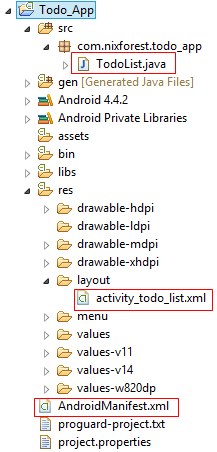 Todo_App
src
com.nixforest.todo_app
TodoList.java
gen [Generated Java Files]
Android 4.4.2
Android Private Libraries
assets
bin
libs
res
drawable-hdpi
drawable-ldpi
drawable-mdpi
drawable-xhdpi
layout
activity_todo_list.xml
menu
values
values-v11
values-v14
values-w820dp
AndroidManifest.xml
proguard-project.txt
project.properties